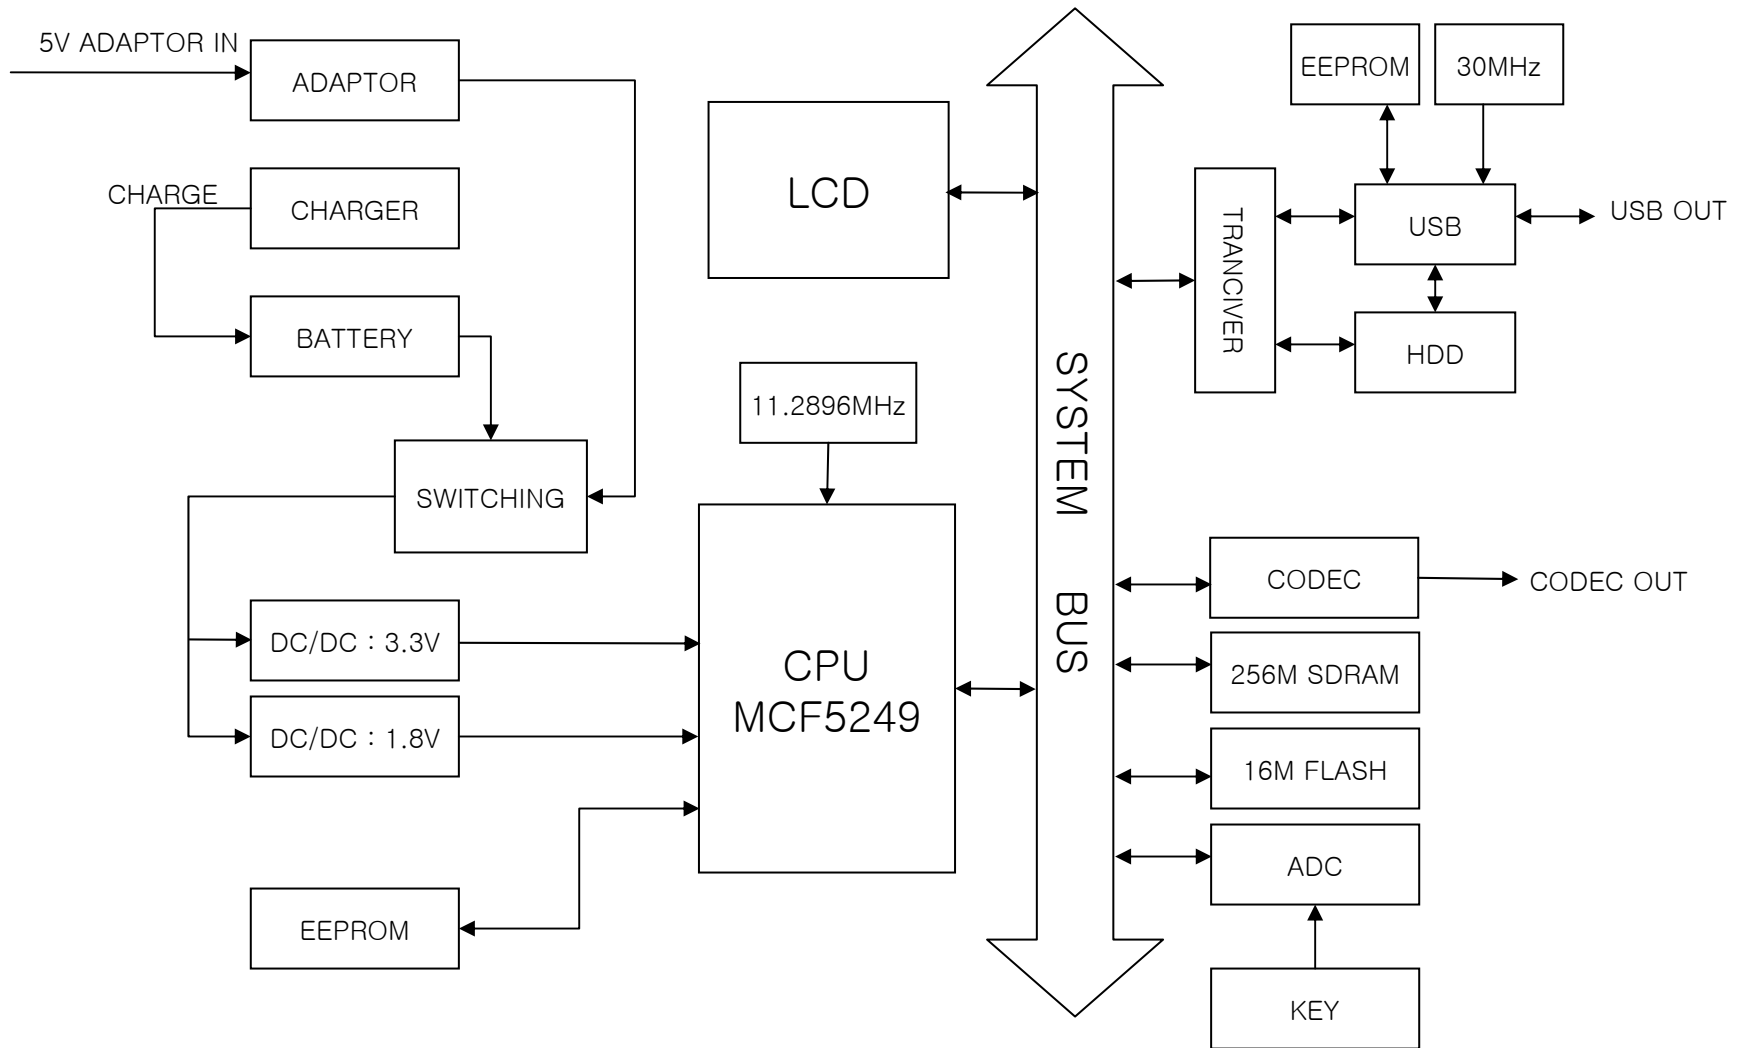 5V ADAPTOR IN
ADAPTOR
CHARGE
CHARGER
BATTERY
SWITCHING
DC/DC : 3.3V
DC/DC : 1.8V
EEPROM
LCD
11.2896MHz
CPU
MCF5249
SYSTEM BUS
EEPROM
30MHz
TRANCIVER
USB
USB OUT
HDD
CODEC
CODEC OUT
256M SDRAM
16M FLASH
ADC
KEY